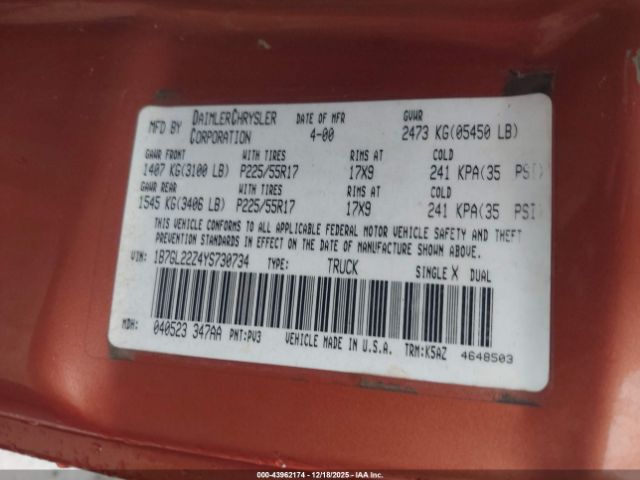 MFD BY DAIMLERCHRYSLER CORPORATION DATE OF MFR 4-00 GVWR 2473 KG(05450 LB)
GAWR FRONT WITH TIRES RIMS AT COLD
1407 KG(3100 LB) P225/55R17 17X9 241 KPA(35 PSI)
GAWR REAR WITH TIRES RIMS AT COLD
1545 KG(3406 LB) P225/55R17 17X9 241 KPA(35 PSI)
THIS VEHICLE CONFORMS TO ALL APPLICABLE FEDERAL MOTOR VEHICLE SAFETY AND THEFT
PREVENTION STANDARDS IN EFFECT ON THE DATE OF MANUFACTURE SHOWN ABOVE.
VIN: 1B7GL22Z4YS730734 TYPE: TRUCK SINGLE X DUAL
MDH: 040523 347AA PNT:PV3 VEHICLE MADE IN U.S.A. TRM:K5AZ 4648503
000-43962174 - 12/18/2025 - IAAI.com